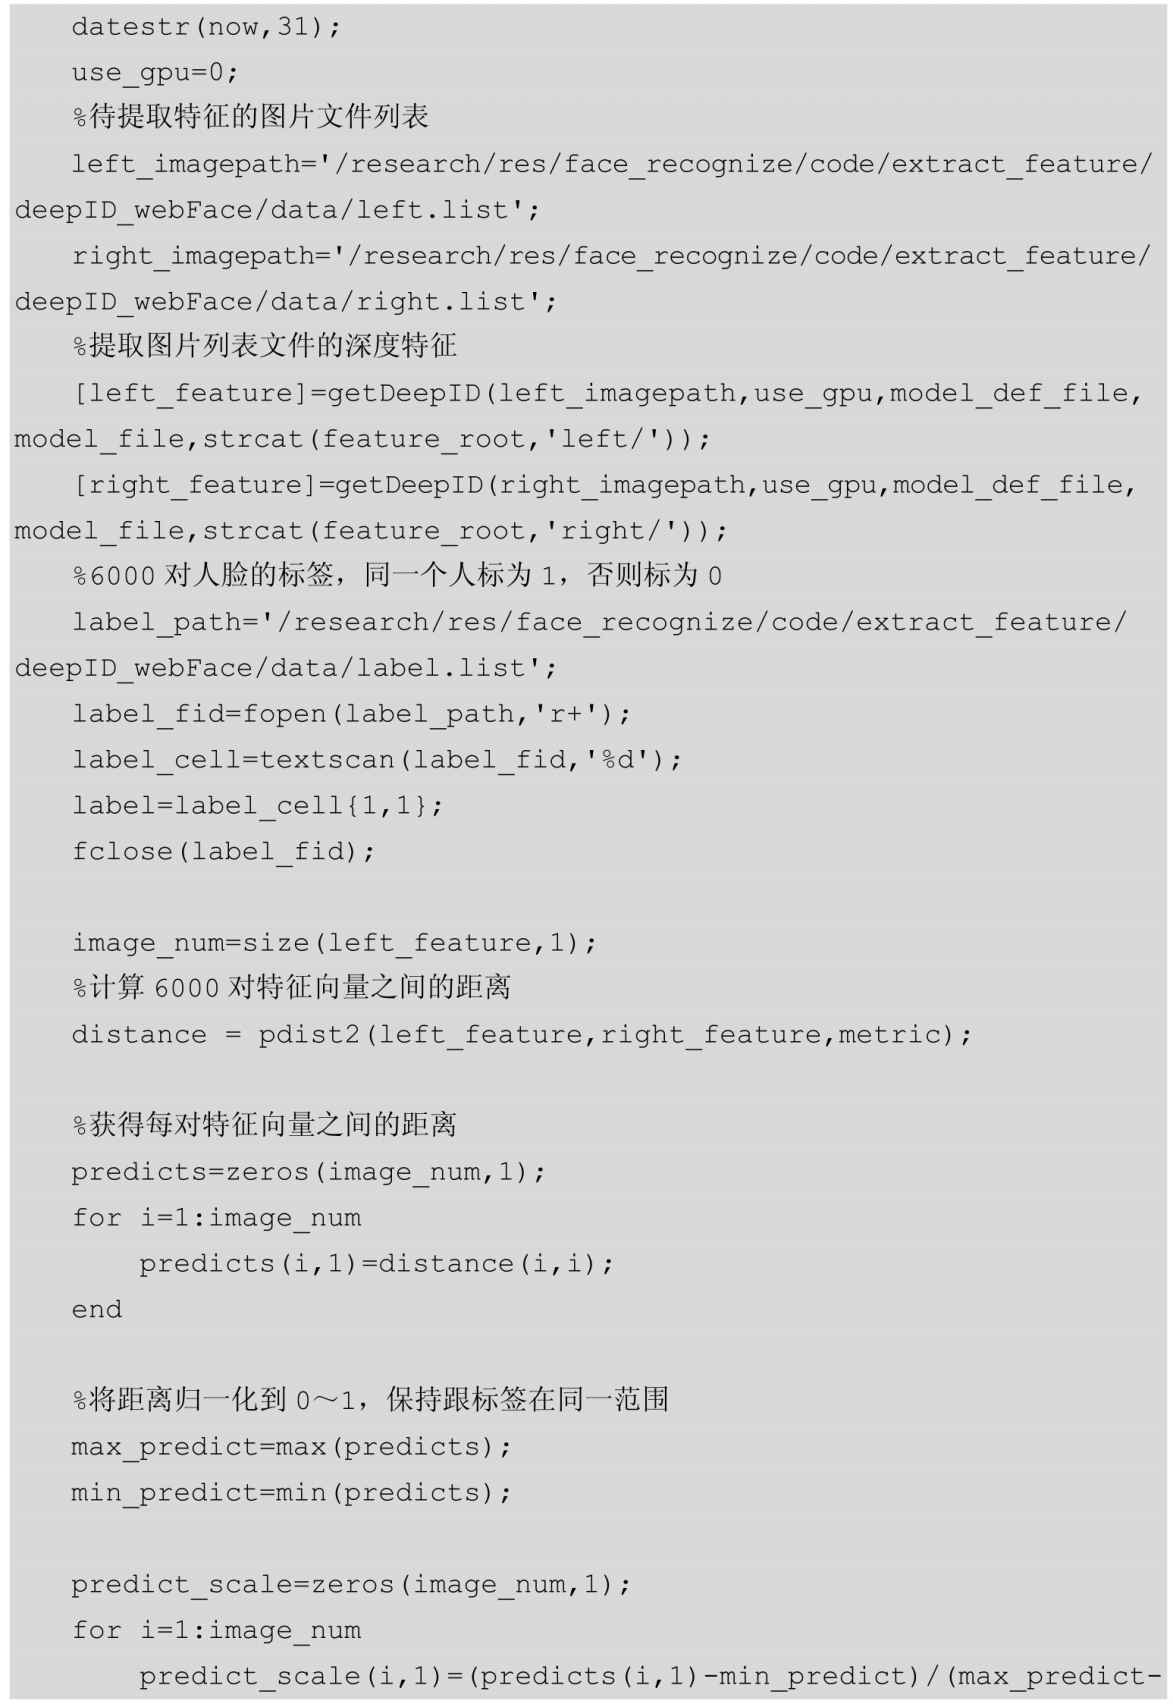 datestr(now,31);
use_gpu=0;
%待提取特征的图片文件列表
left_imagepath='/research/res/face_recognize/code/extract_feature/
deepID_webFace/data/left.list';
right_imagepath='/research/res/face_recognize/code/extract_feature/
deepID_webFace/data/right.list';
%提取图片列表文件的深度特征
[left_feature]=getDeepID(left_imagepath,use_gpu,model_def_file,
model_file,strcat(feature_root,'left/'));
[right_feature]=getDeepID(right_imagepath,use_gpu,model_def_file,
model_file,strcat(feature_root,'right/'));
%6000 对人脸的标签，同一个人标为 1，否则标为 0
label_path='/research/res/face_recognize/code/extract_feature/
deepID_webFace/data/label.list';
label_fid=fopen(label_path,'r+');
label_cell=textscan(label_fid,'%d');
label=label_cell{1,1};
fclose(label_fid);
image_num=size(left_feature,1);
%计算 6000 对特征向量之间的距离
distance = pdist2(left_feature,right_feature,metric);
%获得每对特征向量之间的距离
predicts=zeros(image_num,1);
for i=1:image_num
predicts(i,1)=distance(i,i);
end
%将距离归一化到 0～1，保持跟标签在同一范围
max_predict=max(predicts);
min_predict=min(predicts);
predict_scale=zeros(image_num,1);
for i=1:image_num
predict_scale(i,1)=(predicts(i,1)-min_predict)/(max_predict-